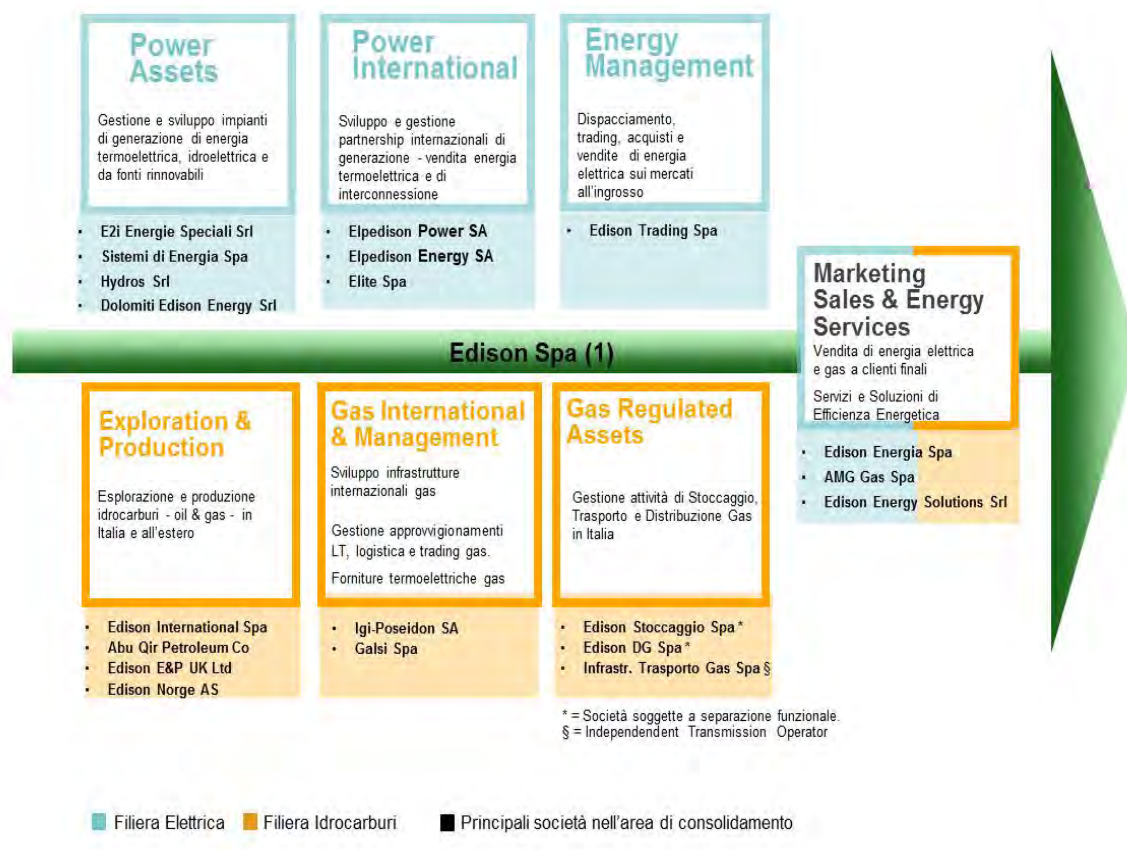 Power
Assets
Gestione e sviluppo impianti
di generazione di energia
termoelettrica, idroelettrica e
da fonti rinnovabili
• E2i Energie Speciali Srl
• Sistemi di Energia Spa
• Hydros Srl
• Dolomiti Edison Energy Srl
Power
International
Sviluppo e gestione
partnership internazionali di
generazione - vendita energia
termoelettrica e di
interconnessione
• Elpedison Power SA
• Elpedison Energy SA
• Elite Spa
Energy
Management
Dispacciamento,
trading, acquisti e
vendite di energia
elettrica sui mercati
all'ingrosso
• Edison Trading Spa
Marketing
Sales & Energy
Services
Vendita di energia elettrica
e gas a clienti finali
Servizi e Soluzioni di
Efficienza Energetica
• Edison Energia Spa
• AMG Gas Spa
• Edison Energy Solutions Srl
Edison Spa (1)
Exploration &
Production
Esplorazione e produzione
idrocarburi - oil & gas - in
Italia e all'estero
• Edison International Spa
• Abu Qir Petroleum Co
• Edison E&P UK Ltd
• Edison Norge AS
Gas International
& Management
Sviluppo infrastrutture
internazionali gas
Gestione approvvigionamenti
LT, logistica e trading gas.
Forniture termoelettriche gas
• Igi-Poseidon SA
• Galsi Spa
Gas Regulated
Assets
Gestione attività di Stoccaggio,
Trasporto e Distribuzione Gas
in Italia
• Edison Stoccaggio Spa *
• Edison DG Spa *
• Infrastr. Trasporto Gas Spa §
* = Società soggette a separazione funzionale.
§ = Independendent Transmission Operator
Filiera Elettrica
Filiera Idrocarburi
Principali società nell'area di consolidamento